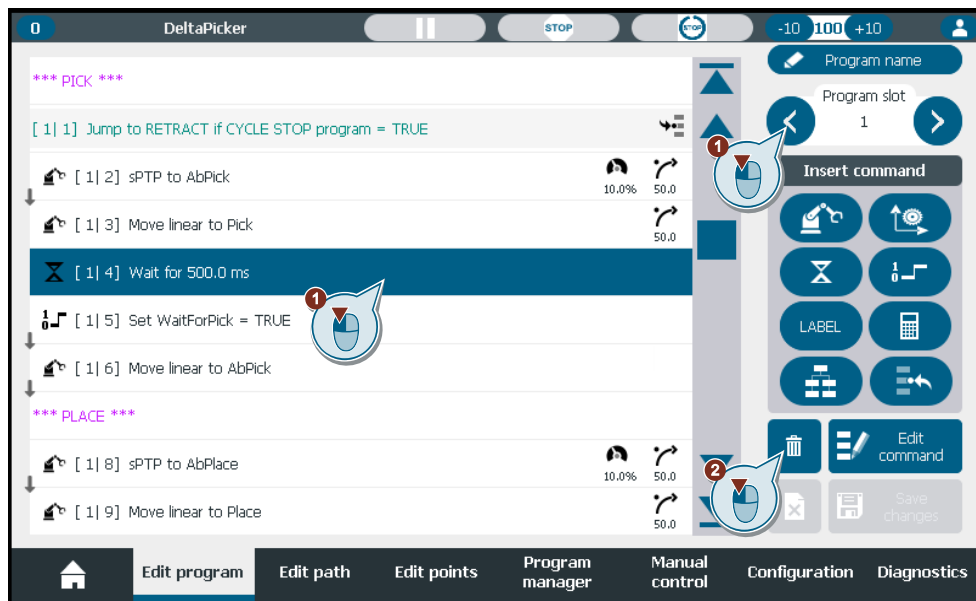 0 DeltaPicker STOP STOP -10 100 +10
Program name
*** PICK ***
Program slot
1
[ 1| 1] Jump to RETRACT if CYCLE STOP program = TRUE
1
Insert command
[ 1| 2] sPTP to AbPick
10.0% 50.0
[ 1| 3] Move linear to Pick
50.0
[ 1| 4] Wait for 500.0 ms
1
0
1
1
0
[ 1| 5] Set WaitForPick = TRUE
LABEL
[ 1| 6] Move linear to AbPick
*** PLACE ***
Edit
command
[ 1| 8] sPTP to AbPlace
10.0% 50.0
2
[ 1| 9] Move linear to Place
50.0
Save
changes
Edit program Edit path Edit points Program
manager Manual
control Configuration Diagnostics